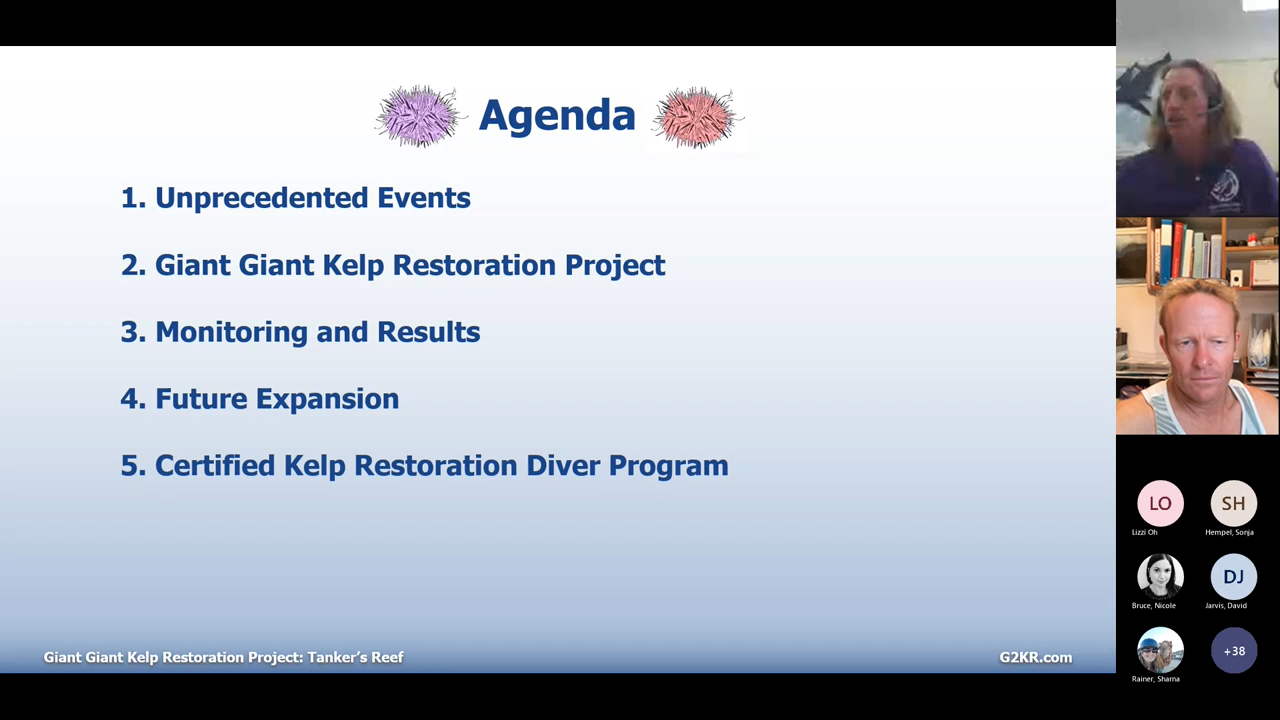 Agenda
1. Unprecedented Events
2. Giant Giant Kelp Restoration Project
3. Monitoring and Results
4. Future Expansion
5. Certified Kelp Restoration Diver Program
Giant Giant Kelp Restoration Project: Tanker's Reef
G2KR.com
LO
SH
Lizzi Oh
Hempel, Sonja
DJ
Bruce, Nicole
Jarvis, David
+38
Rainer, Sharna